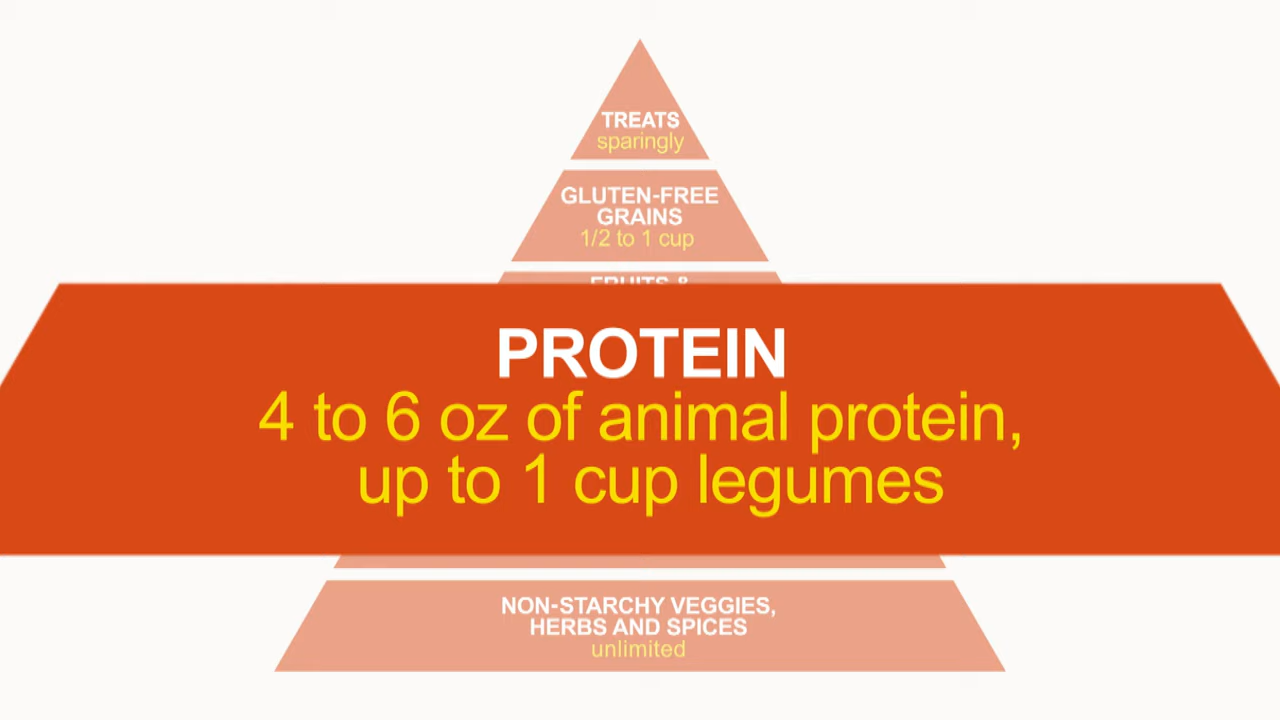 TREATS
sparingly
GLUTEN-FREE
GRAINS
1/2 to 1 cup
FRUITS &
PROTEIN
4 to 6 oz of animal protein,
up to 1 cup legumes
NON-STARCHY VEGGIES,
HERBS AND SPICES
unlimited